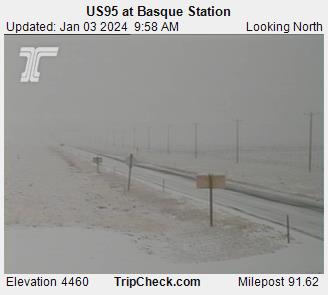 US95 at Basque Station
Updated: Jan 03 2024  9:58 AM Looking North
Elevation 4460 TripCheck.com Milepost 91.62